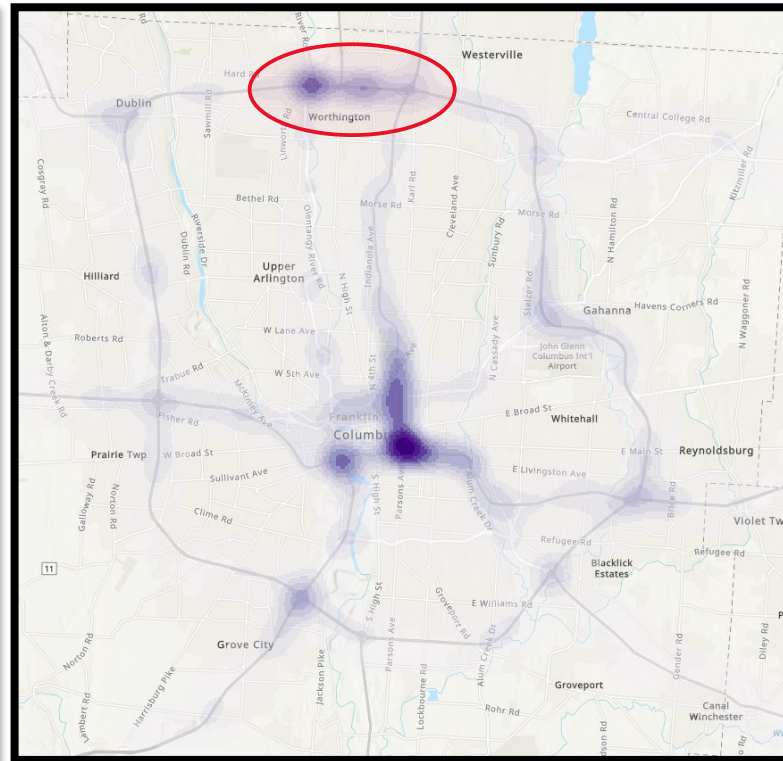 River Rd
Westerville
Hard Rd
Dublin
Sawmill Rd
Linworth Rd
Worthington
Central College Rd
Kitzmiller Rd
Cosgray Rd
Karl Rd
Cleveland Ave
Bethel Rd
Morse Rd
Morse Rd
N Hamilton Rd
Riverside Dr
Dublin Rd
Olentangy River Rd
Indianola Ave
Sunbury Rd
Upper
Arlington
N High St
Stelzer Rd
Hilliard
Havens Corners Rd
Gahanna
N Waggoner Rd
Alton & Darby Creek Rd
Roberts Rd
W Lane Ave
N Cassady Ave
John Glenn
Columbus Int'l
Airport
Trabue Rd
W 5th Ave
N 4th St
McKinley Ave
Fisher Rd
Franklin
E Broad St
Whitehall
Columbu
Prairie Twp
W Broad St
E Main St
Reynoldsburg
Sullivant Ave
E Livingston Ave
Galloway Rd
Norton Rd
S High St
Parsons Ave
Alum Creek Dr
Brice Rd
Clime Rd
Violet Tw
Refugee Rd
Refugee Rd
11
Blacklick
Estates
S High St
Groveport Rd
E Williams Rd
Parsons Ave
Alum Creek Dr
P
Norton Rd
Grove City
Jackson Pike
Gender Rd
Diley Rd
Harrisburg Pike
Lambert Rd
Lockbourne Rd
Groveport
Rohr Rd
Canal
Winchester